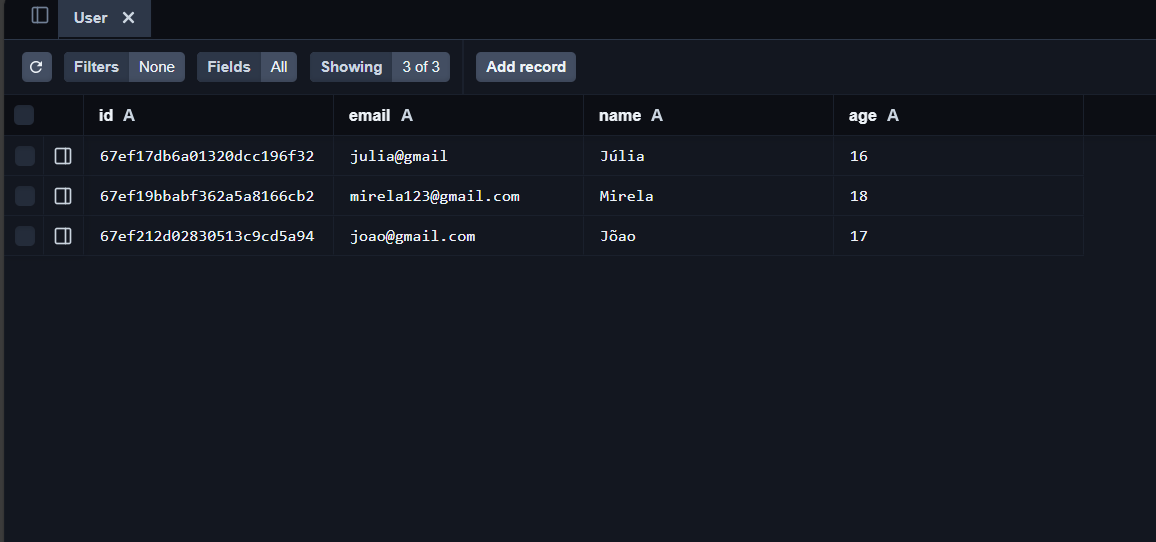 User
Filters None Fields All Showing 3 of 3 Add record
id A email A name A age A
67ef17db6a01320dcc196f32 julia@gmail Júlia 16
67ef19bbabf362a5a8166cb2 mirela123@gmail.com Mirela 18
67ef212d02830513c9cd5a94 joao@gmail.com Jõao 17